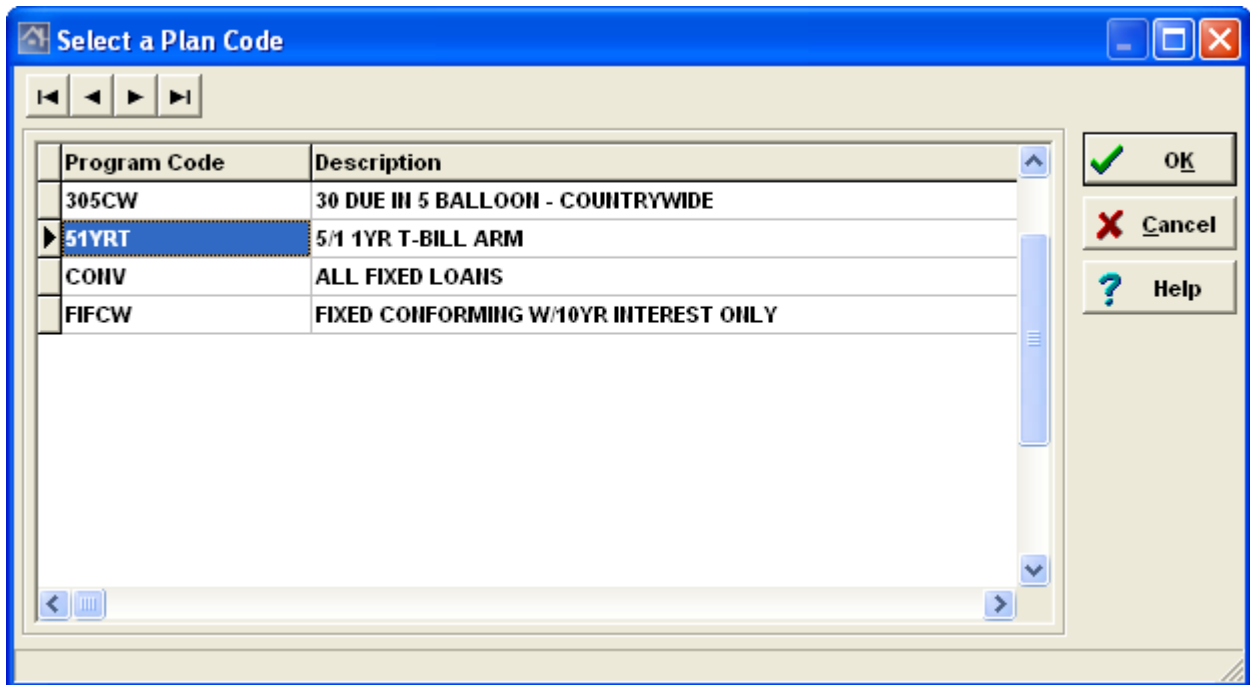 Select a Plan Code
Program Code Description
305CW 30 DUE IN 5 BALLOON - COUNTRYWIDE
51YRT 5/1 1YR T-BILL ARM
CONV ALL FIXED LOANS
FIFCW FIXED CONFORMING W/10YR INTEREST ONLY
OK
Cancel
Help